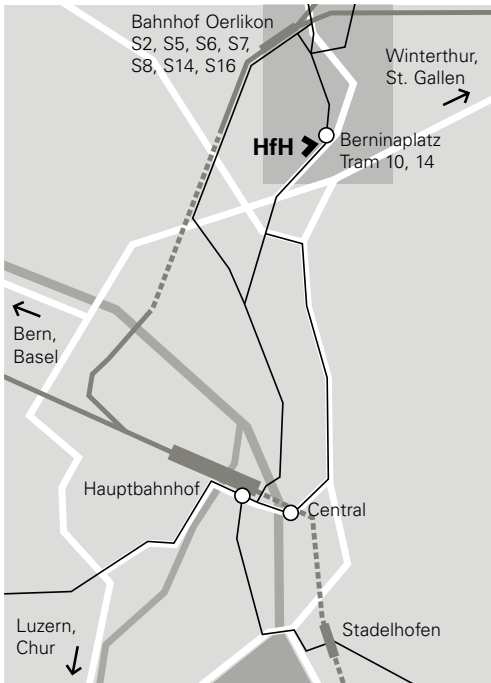 Bahnhof Oerlikon
S2, S5, S6, S7,
S8, S14, S16
Winterthur,
St. Gallen
HfH
Berninaplatz
Tram 10, 14
Bern,
Basel
Hauptbahnhof
Central
Luzern,
Chur
Stadelhofen